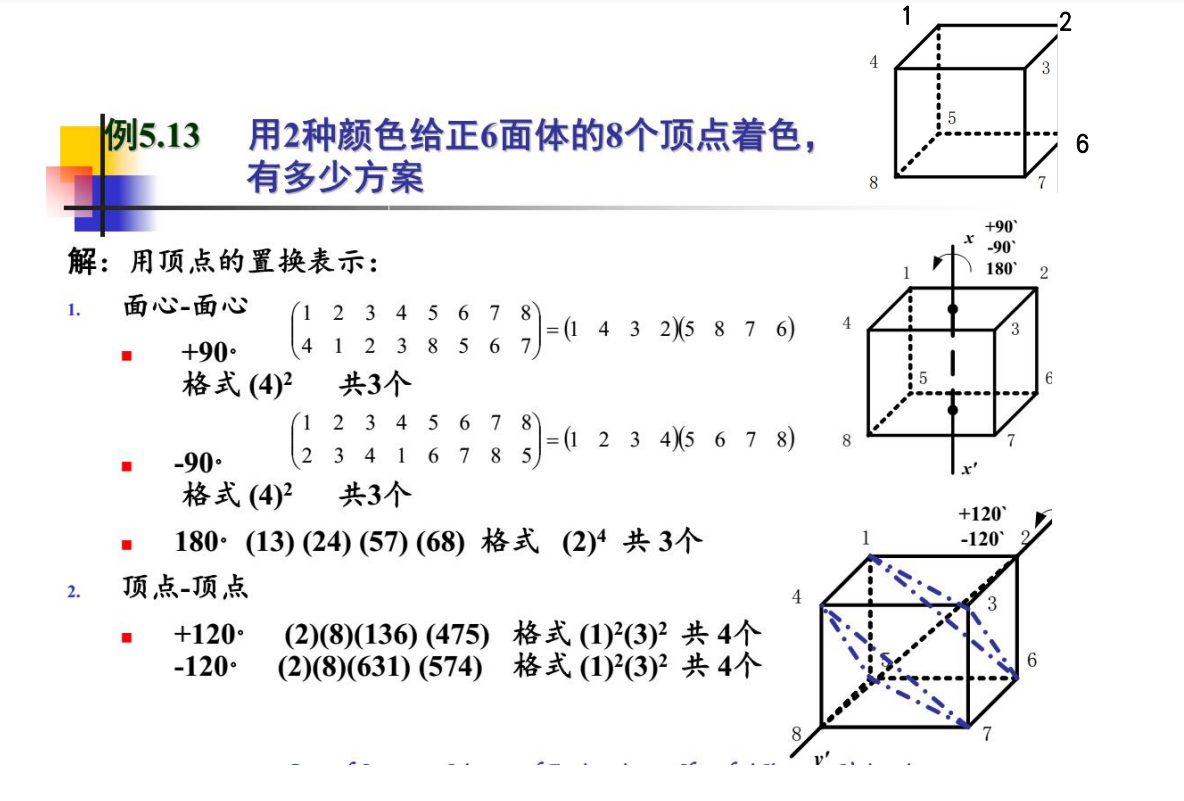 例5.13 用2种颜色给正6面体的8个顶点着色，
有多少方案
1 2
4 3
5
6
8 7
解：用顶点的置换表示：
1. 面心-面心
+90°
(1 2 3 4 5 6 7 8)
(4 1 2 3 8 5 6 7) =(1 4 3 2)(5 8 7 6)
格式 (4)² 共3个
-90°
(1 2 3 4 5 6 7 8)
(2 3 4 1 6 7 8 5) =(1 2 3 4)(5 6 7 8)
格式 (4)² 共3个
180° (13) (24) (57) (68) 格式 (2)⁴ 共 3个
+90`
x -90`
180`
1 2
4 3
5 6
8 7
x'
2. 顶点-顶点
+120° (2)(8)(136) (475) 格式 (1)²(3)² 共 4个
-120° (2)(8)(631) (574) 格式 (1)²(3)² 共 4个
+120`
-120`
1 2
4 3
5 6
8 7
y'